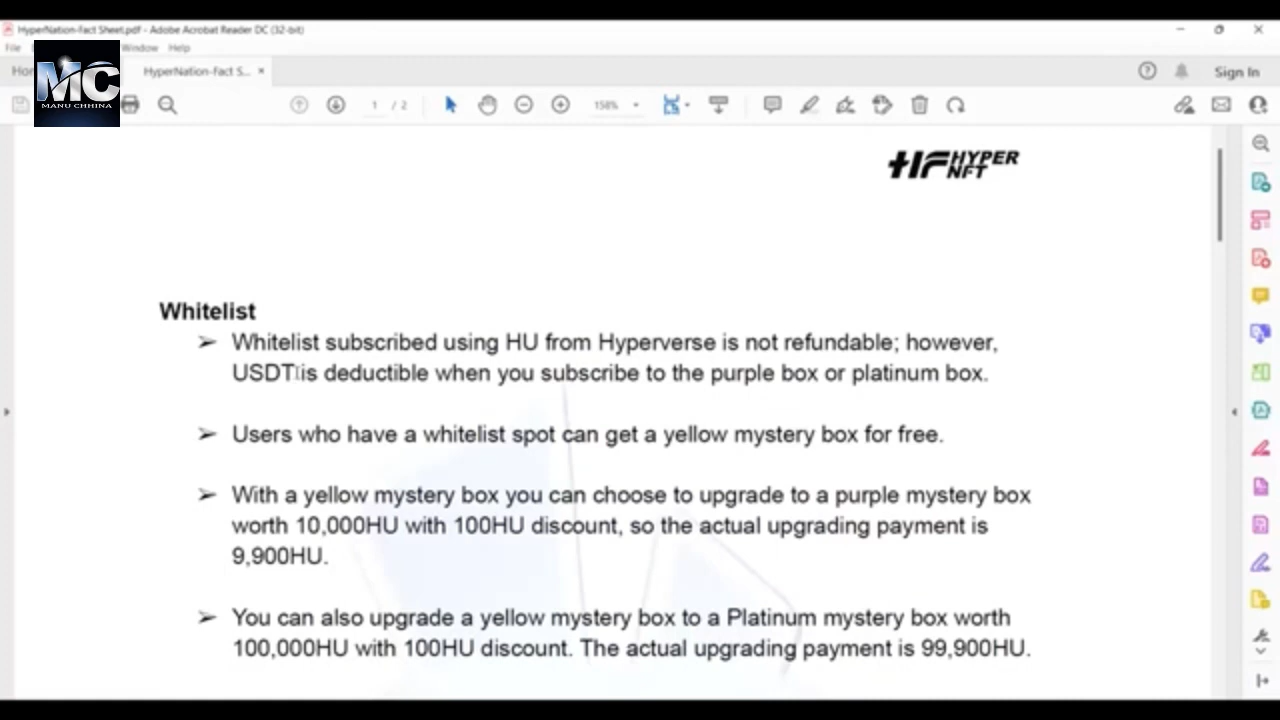 HyperNation-Fact Sheet.pdf - Adobe Acrobat Reader DC (32-bit)
File
Window Help
MC
MANU CHHINA
HyperNation-Fact S... ×
Sign In
1 / 2
158%
HYPER
NFT
Whitelist
➢ Whitelist subscribed using HU from Hyperverse is not refundable; however,
USDT is deductible when you subscribe to the purple box or platinum box.
➢ Users who have a whitelist spot can get a yellow mystery box for free.
➢ With a yellow mystery box you can choose to upgrade to a purple mystery box
worth 10,000HU with 100HU discount, so the actual upgrading payment is
9,900HU.
➢ You can also upgrade a yellow mystery box to a Platinum mystery box worth
100,000HU with 100HU discount. The actual upgrading payment is 99,900HU.